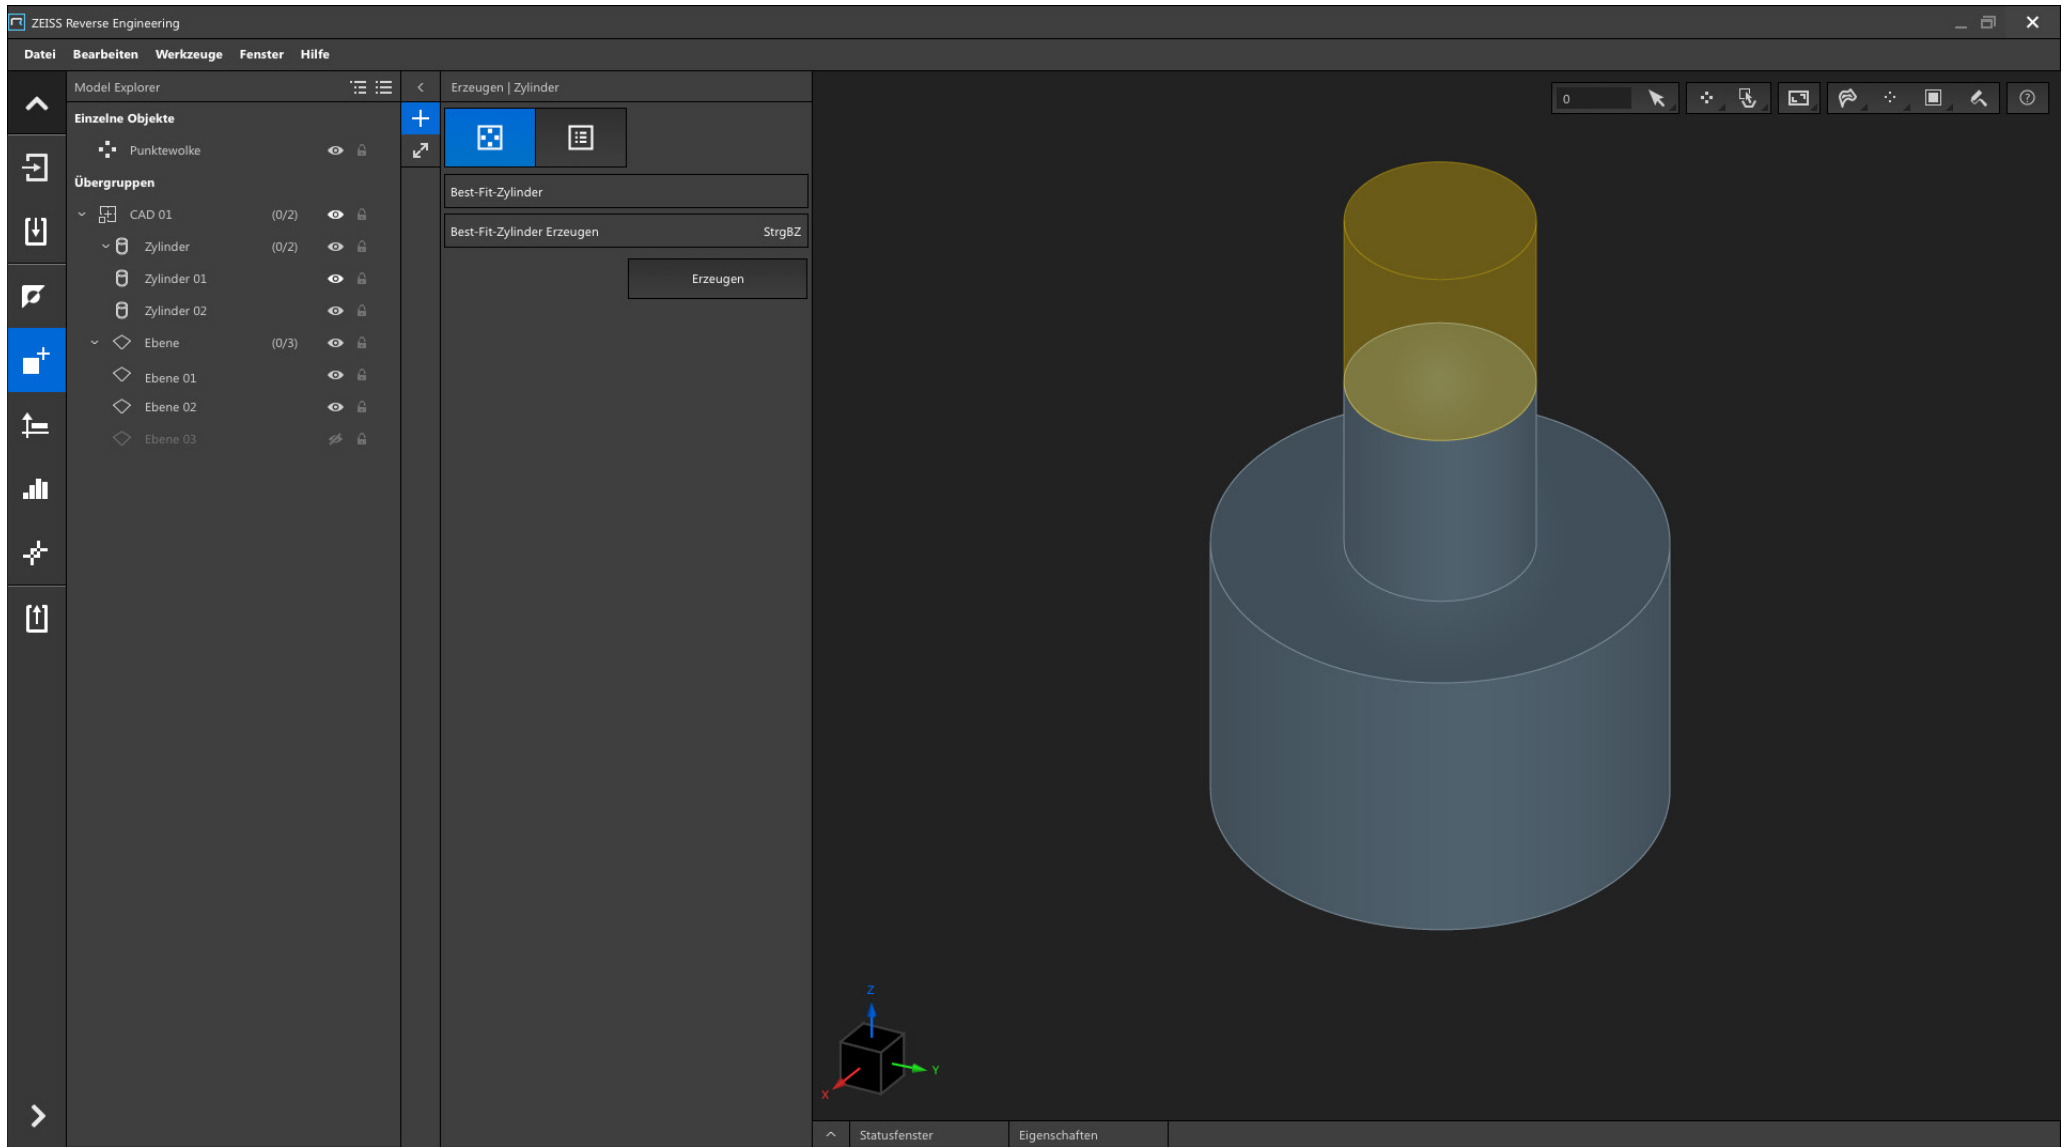 ZEISS Reverse Engineering
Datei Bearbeiten Werkzeuge Fenster Hilfe
Model Explorer
Einzelne Objekte
Punktewolke
Übergruppen
CAD 01 (0/2)
Zylinder (0/2)
Zylinder 01
Zylinder 02
Ebene (0/3)
Ebene 01
Ebene 02
Ebene 03
Erzeugen | Zylinder
Best-Fit-Zylinder
Best-Fit-Zylinder Erzeugen StrgBZ
Erzeugen
0
Z
Y
X
Statusfenster Eigenschaften